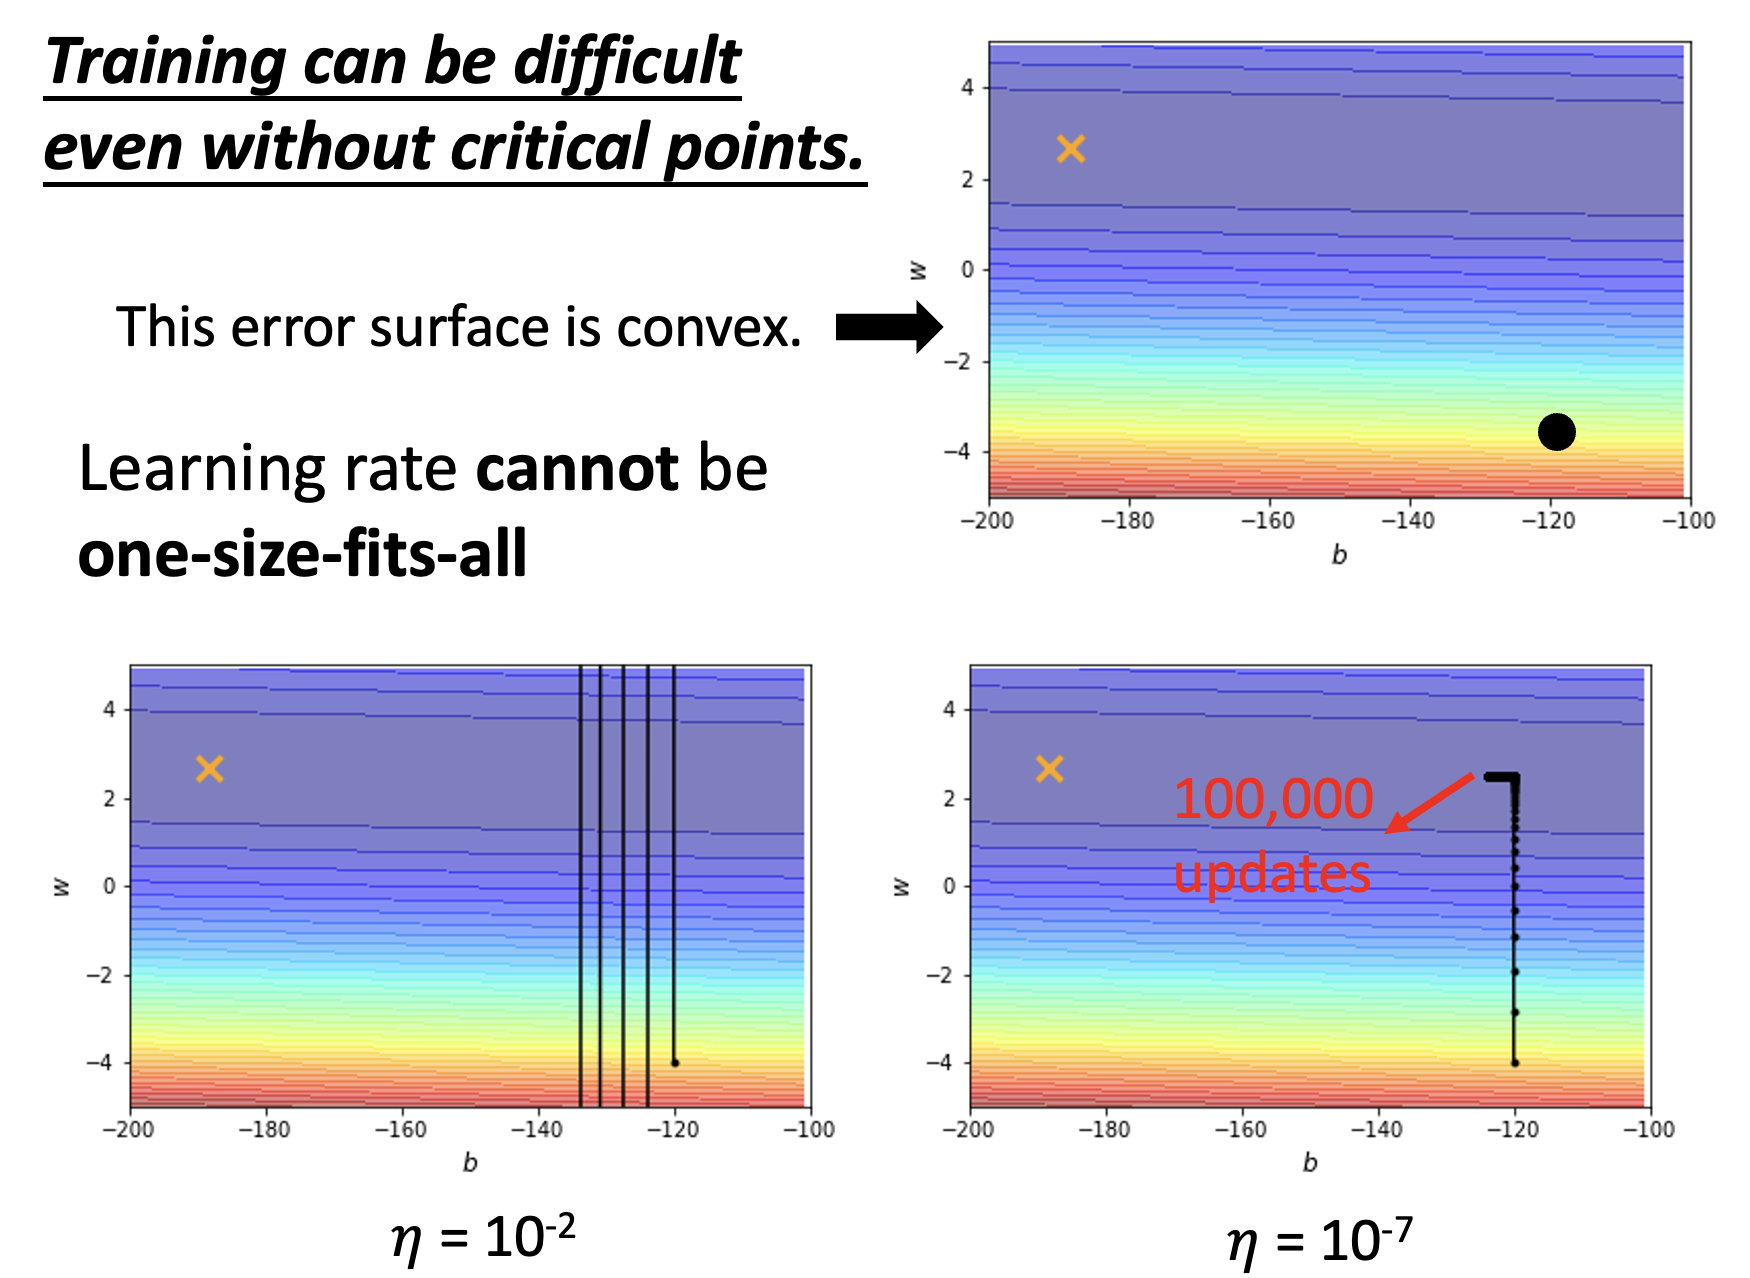 Training can be difficult
even without critical points.
This error surface is convex.
Learning rate cannot be
one-size-fits-all
4
2
0
−2
−4
w
−200 −180 −160 −140 −120 −100
b
4
2
0
−2
−4
w
−200 −180 −160 −140 −120 −100
b
η = 10-2
4
2
0
−2
−4
w
100,000
updates
−200 −180 −160 −140 −120 −100
b
η = 10-7